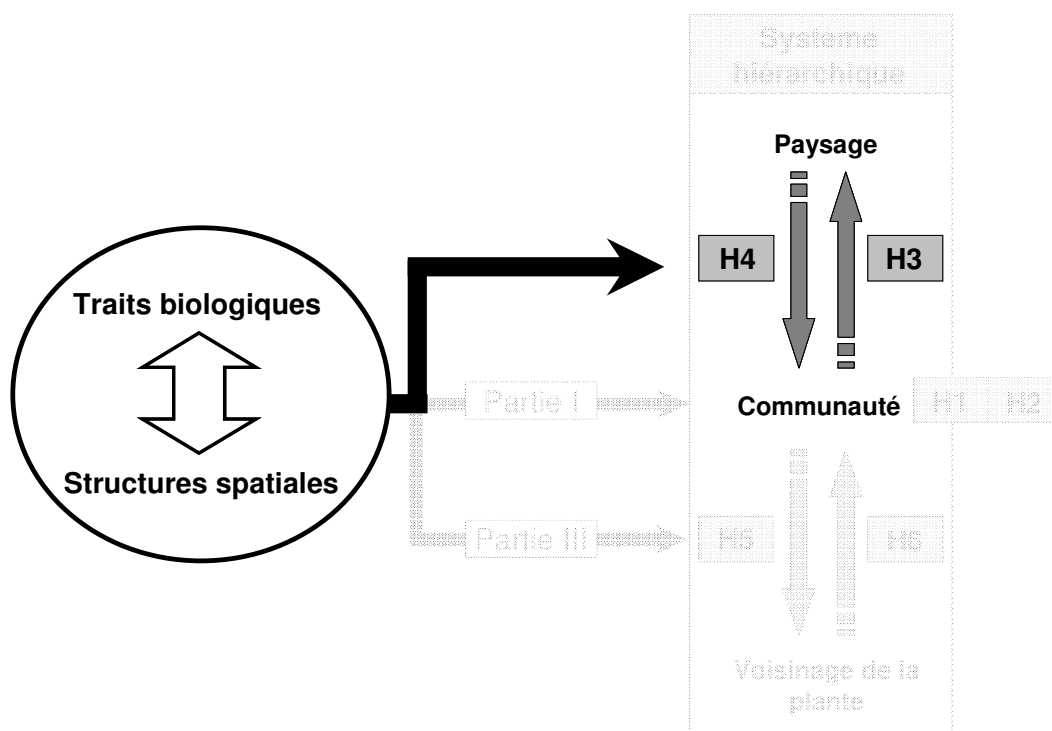 Système
hiérarchique
Paysage
H4
H3
Traits biologiques
Partie I
Communauté
H1
H2
Structures spatiales
Partie III
H5
H6
Voisinage de la
plante